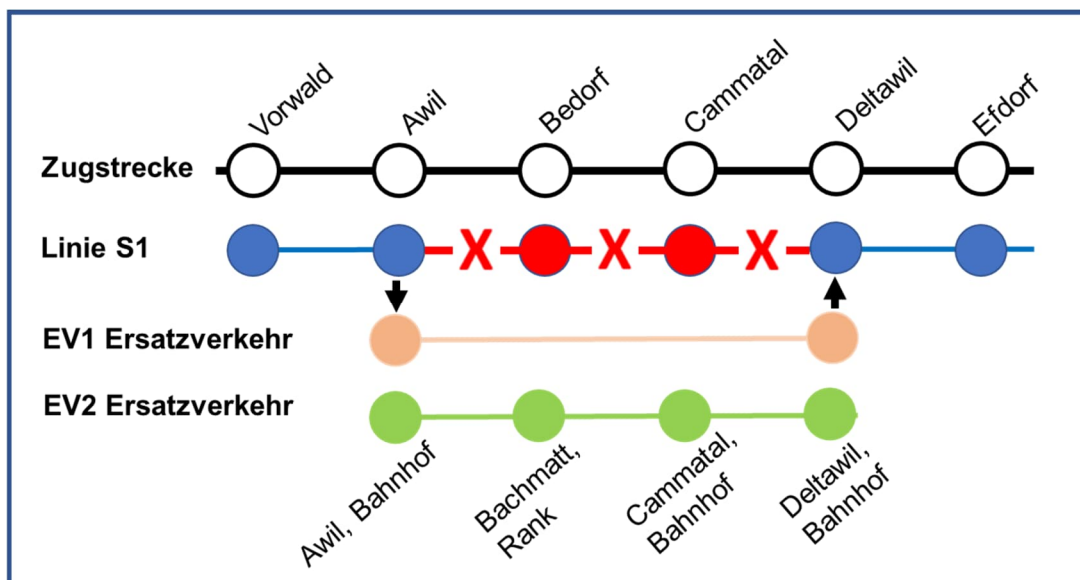 Vorwald
Awil
Bedorf
Cammatal
Deltawil
Efdorf
Zugstrecke
Linie S1
X X X
EV1 Ersatzverkehr
EV2 Ersatzverkehr
Awil, Bahnhof
Bachmatt,
Rank
Cammatal,
Bahnhof
Deltawil,
Bahnhof